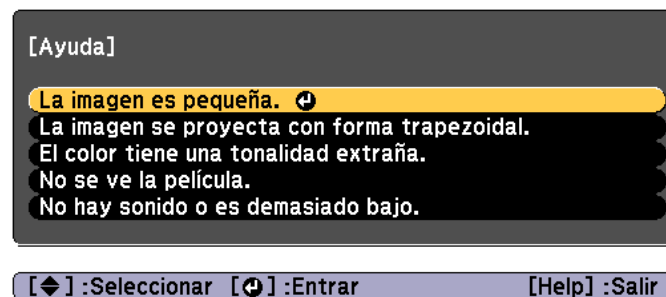 [Ayuda]
La imagen es pequeña.
La imagen se proyecta con forma trapezoidal.
El color tiene una tonalidad extraña.
No se ve la película.
No hay sonido o es demasiado bajo.
[◆] :Seleccionar [⏎] :Entrar [Help] :Salir